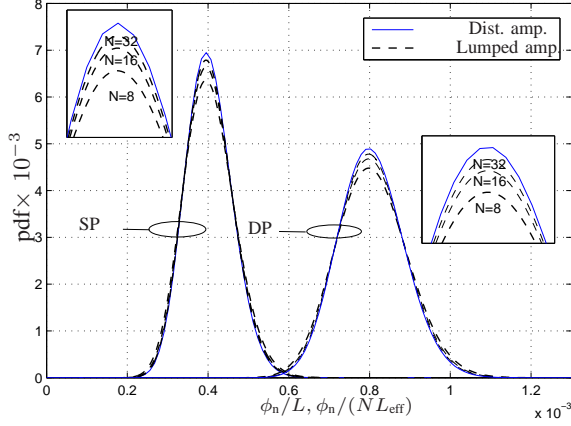 8
7
6
5
4
3
2
1
0
pdf× 10⁻³
N=32
N=16
N=8
Dist. amp.
Lumped amp.
N=32
N=16
N=8
SP
DP
0 0.2 0.4 0.6 0.8 1.0 1.2
ϕₙ/L, ϕₙ/(NL_eff)
x 10⁻³